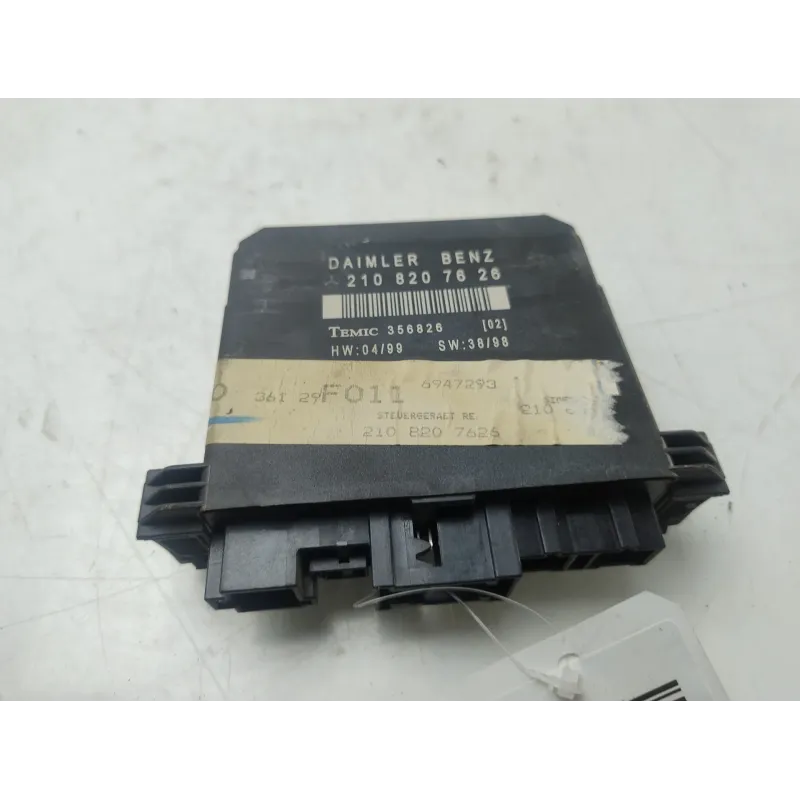 DAIMLER BENZ
210 820 76 26
TEMIC 356826 [02]
HW:04/99 SW:38/98
6947293
361 29 F011
STEUERGERAET RE.
210
210 820 7626